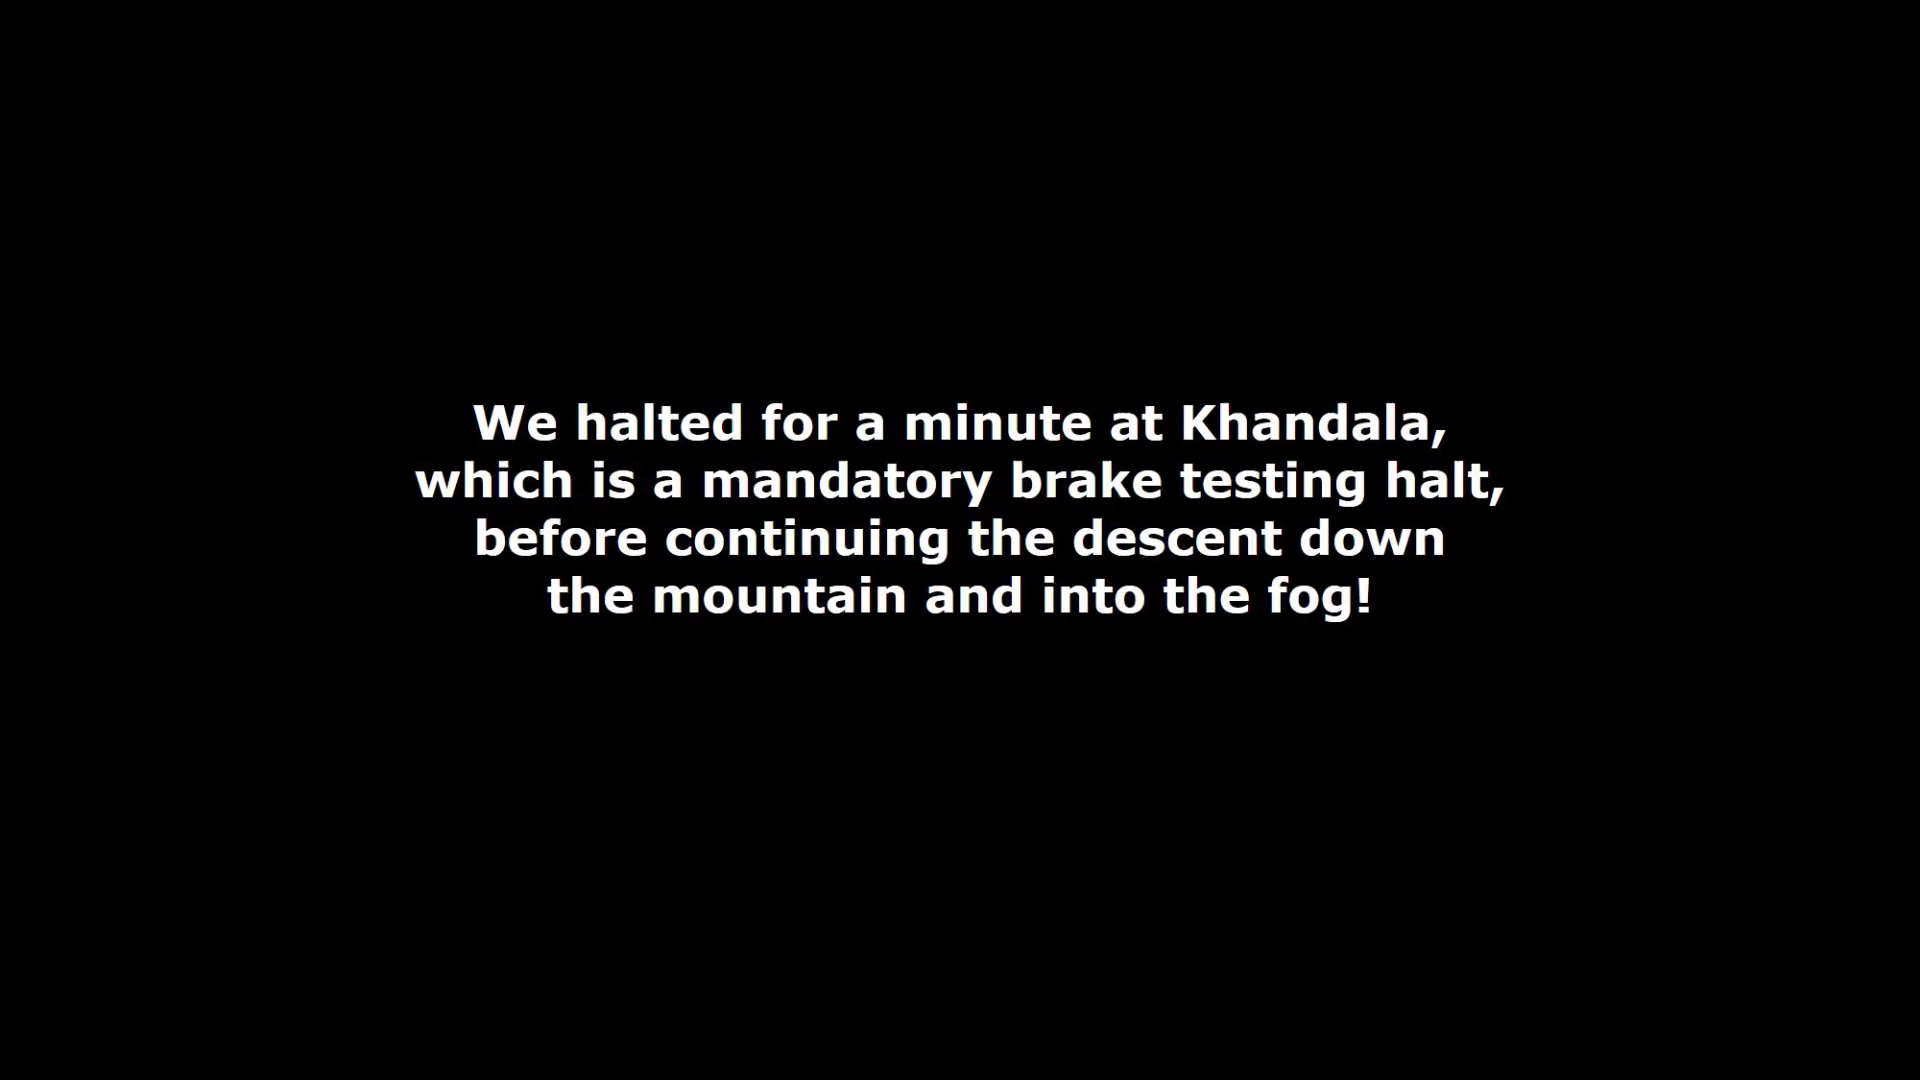 We halted for a minute at Khandala,
which is a mandatory brake testing halt,
before continuing the descent down
the mountain and into the fog!